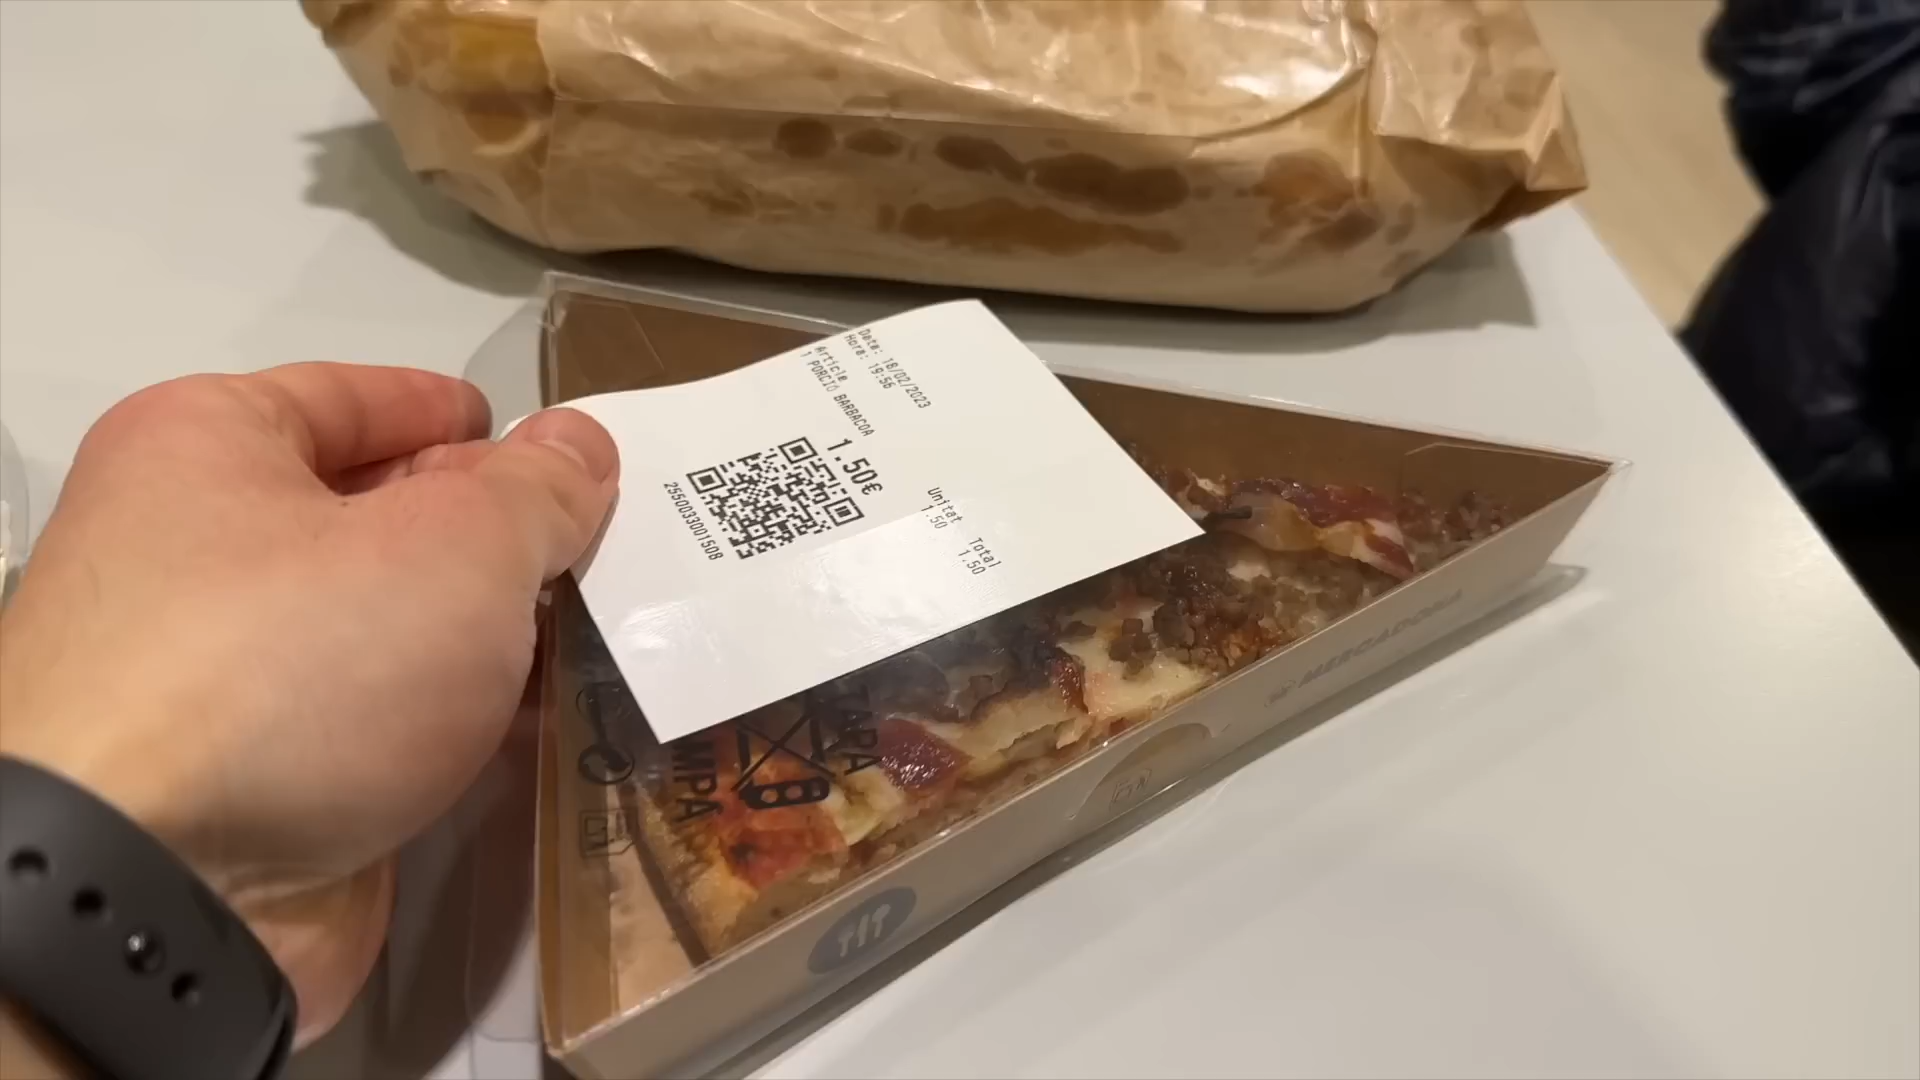 Data: 18/02/2023
Hora: 19:56
Article
Unitat Total
1 PORCIÓ BARBACOA
1.50 1.50
1.50€
2550033001508
TAPA
MERCADONA